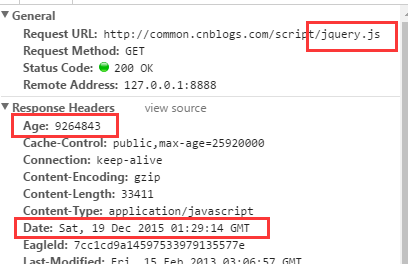 General
Request URL: http://common.cnblogs.com/script/jquery.js
Request Method: GET
Status Code: 200 OK
Remote Address: 127.0.0.1:8888
Response Headers view source
Age: 9264843
Cache-Control: public,max-age=25920000
Connection: keep-alive
Content-Encoding: gzip
Content-Length: 33411
Content-Type: application/javascript
Date: Sat, 19 Dec 2015 01:29:14 GMT
EagleId: 7cc1cd9a14597533979135577e
Last-Modified: Fri, 15 Feb 2013 03:06:57 GMT